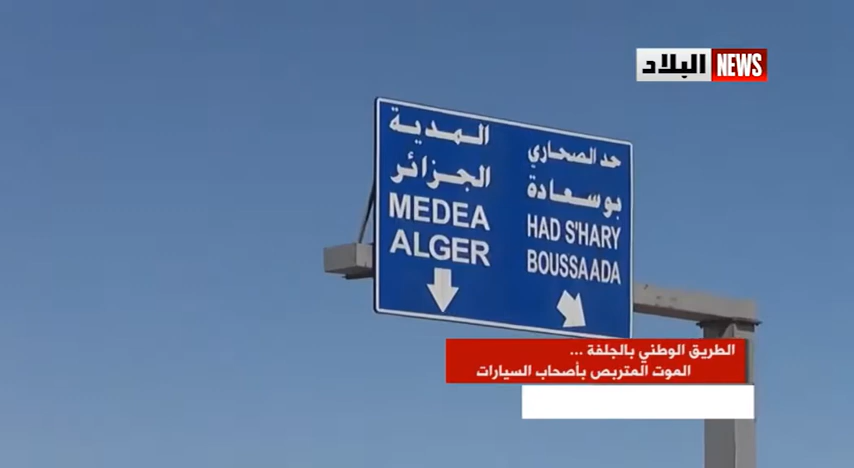 البلاد NEWS
المدية
الجزائر
MEDEA
ALGER
حد الصحاري
بوسعادة
HAD S'HARY
BOUSSAADA
الطريق الوطني بالجلفة ...
الموت المتربص بأصحاب السيارات